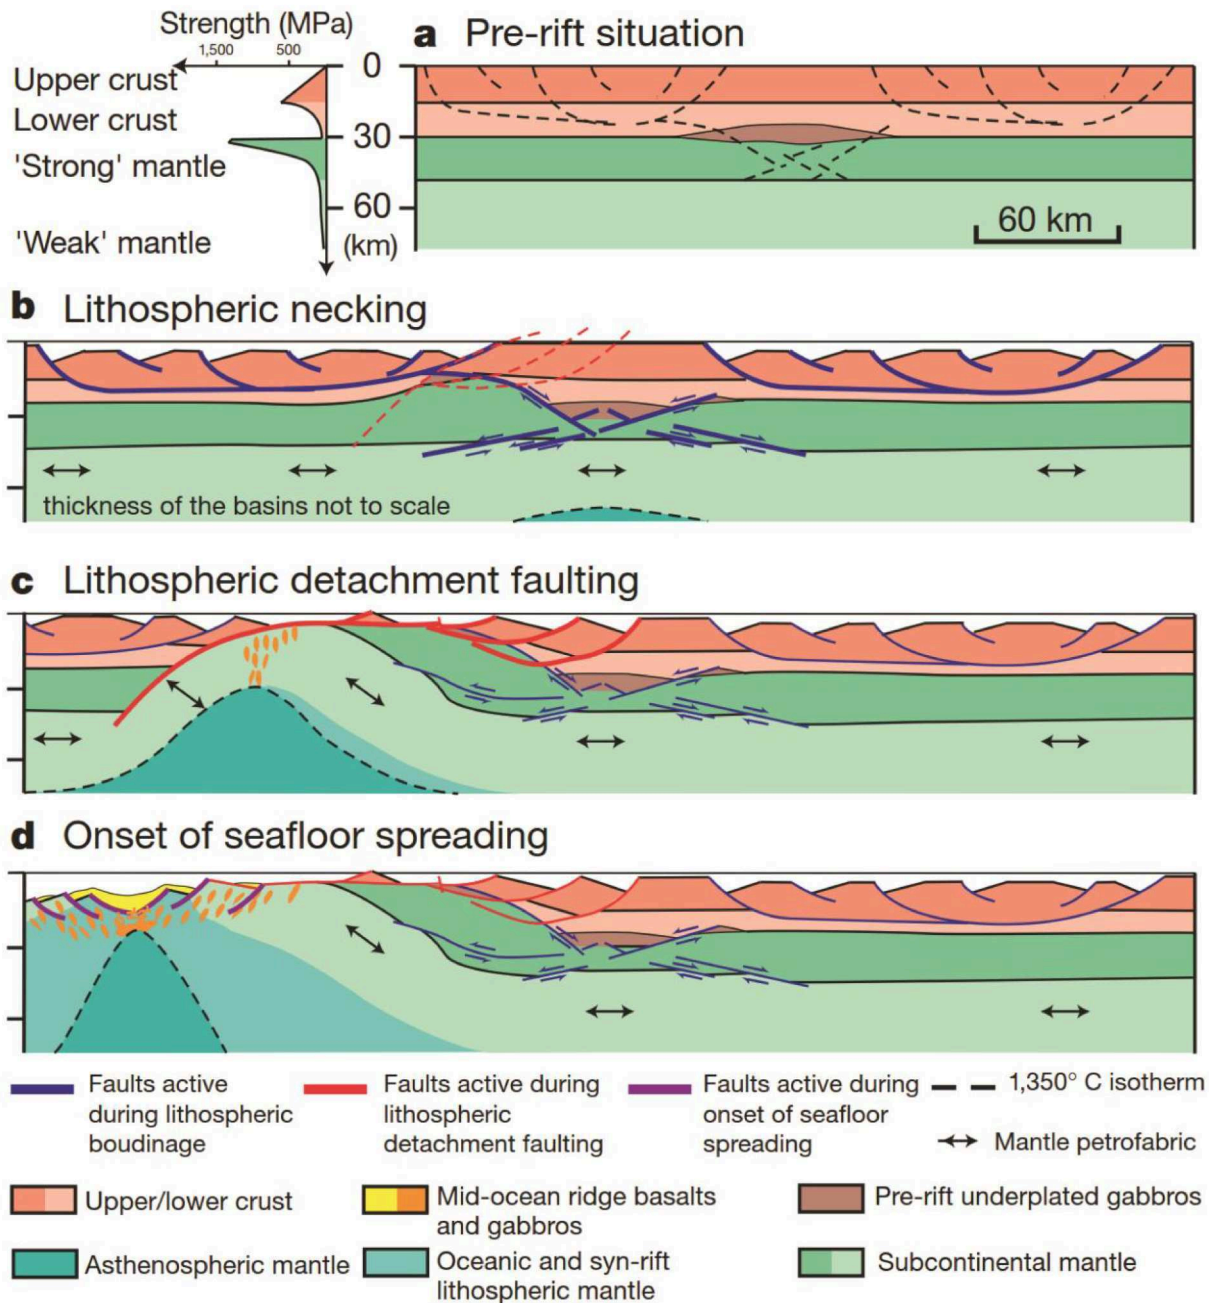 Strength (MPa)
1,500 500
Upper crust
Lower crust
'Strong' mantle
'Weak' mantle
0
30
60
(km)
a Pre-rift situation
60 km
b Lithospheric necking
thickness of the basins not to scale
c Lithospheric detachment faulting
d Onset of seafloor spreading
Faults active
during lithospheric
boudinage
Faults active during
lithospheric
detachment faulting
Faults active during
onset of seafloor
spreading
1,350° C isotherm
Mantle petrofabric
Upper/lower crust
Mid-ocean ridge basalts
and gabbros
Pre-rift underplated gabbros
Asthenospheric mantle
Oceanic and syn-rift
lithospheric mantle
Subcontinental mantle